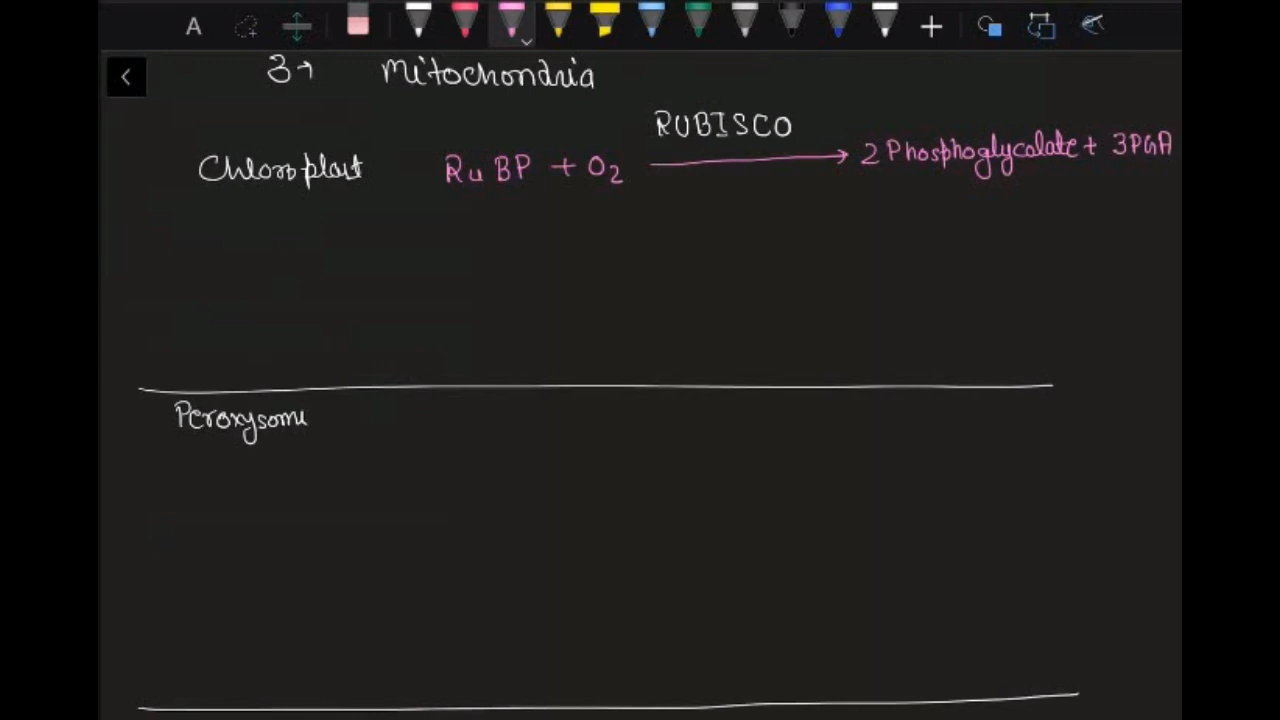 A
3→ Mitochondria
RUBISCO
Chloroplast RuBP + O2 → 2 Phosphoglycolate + 3PGA
Peroxysome